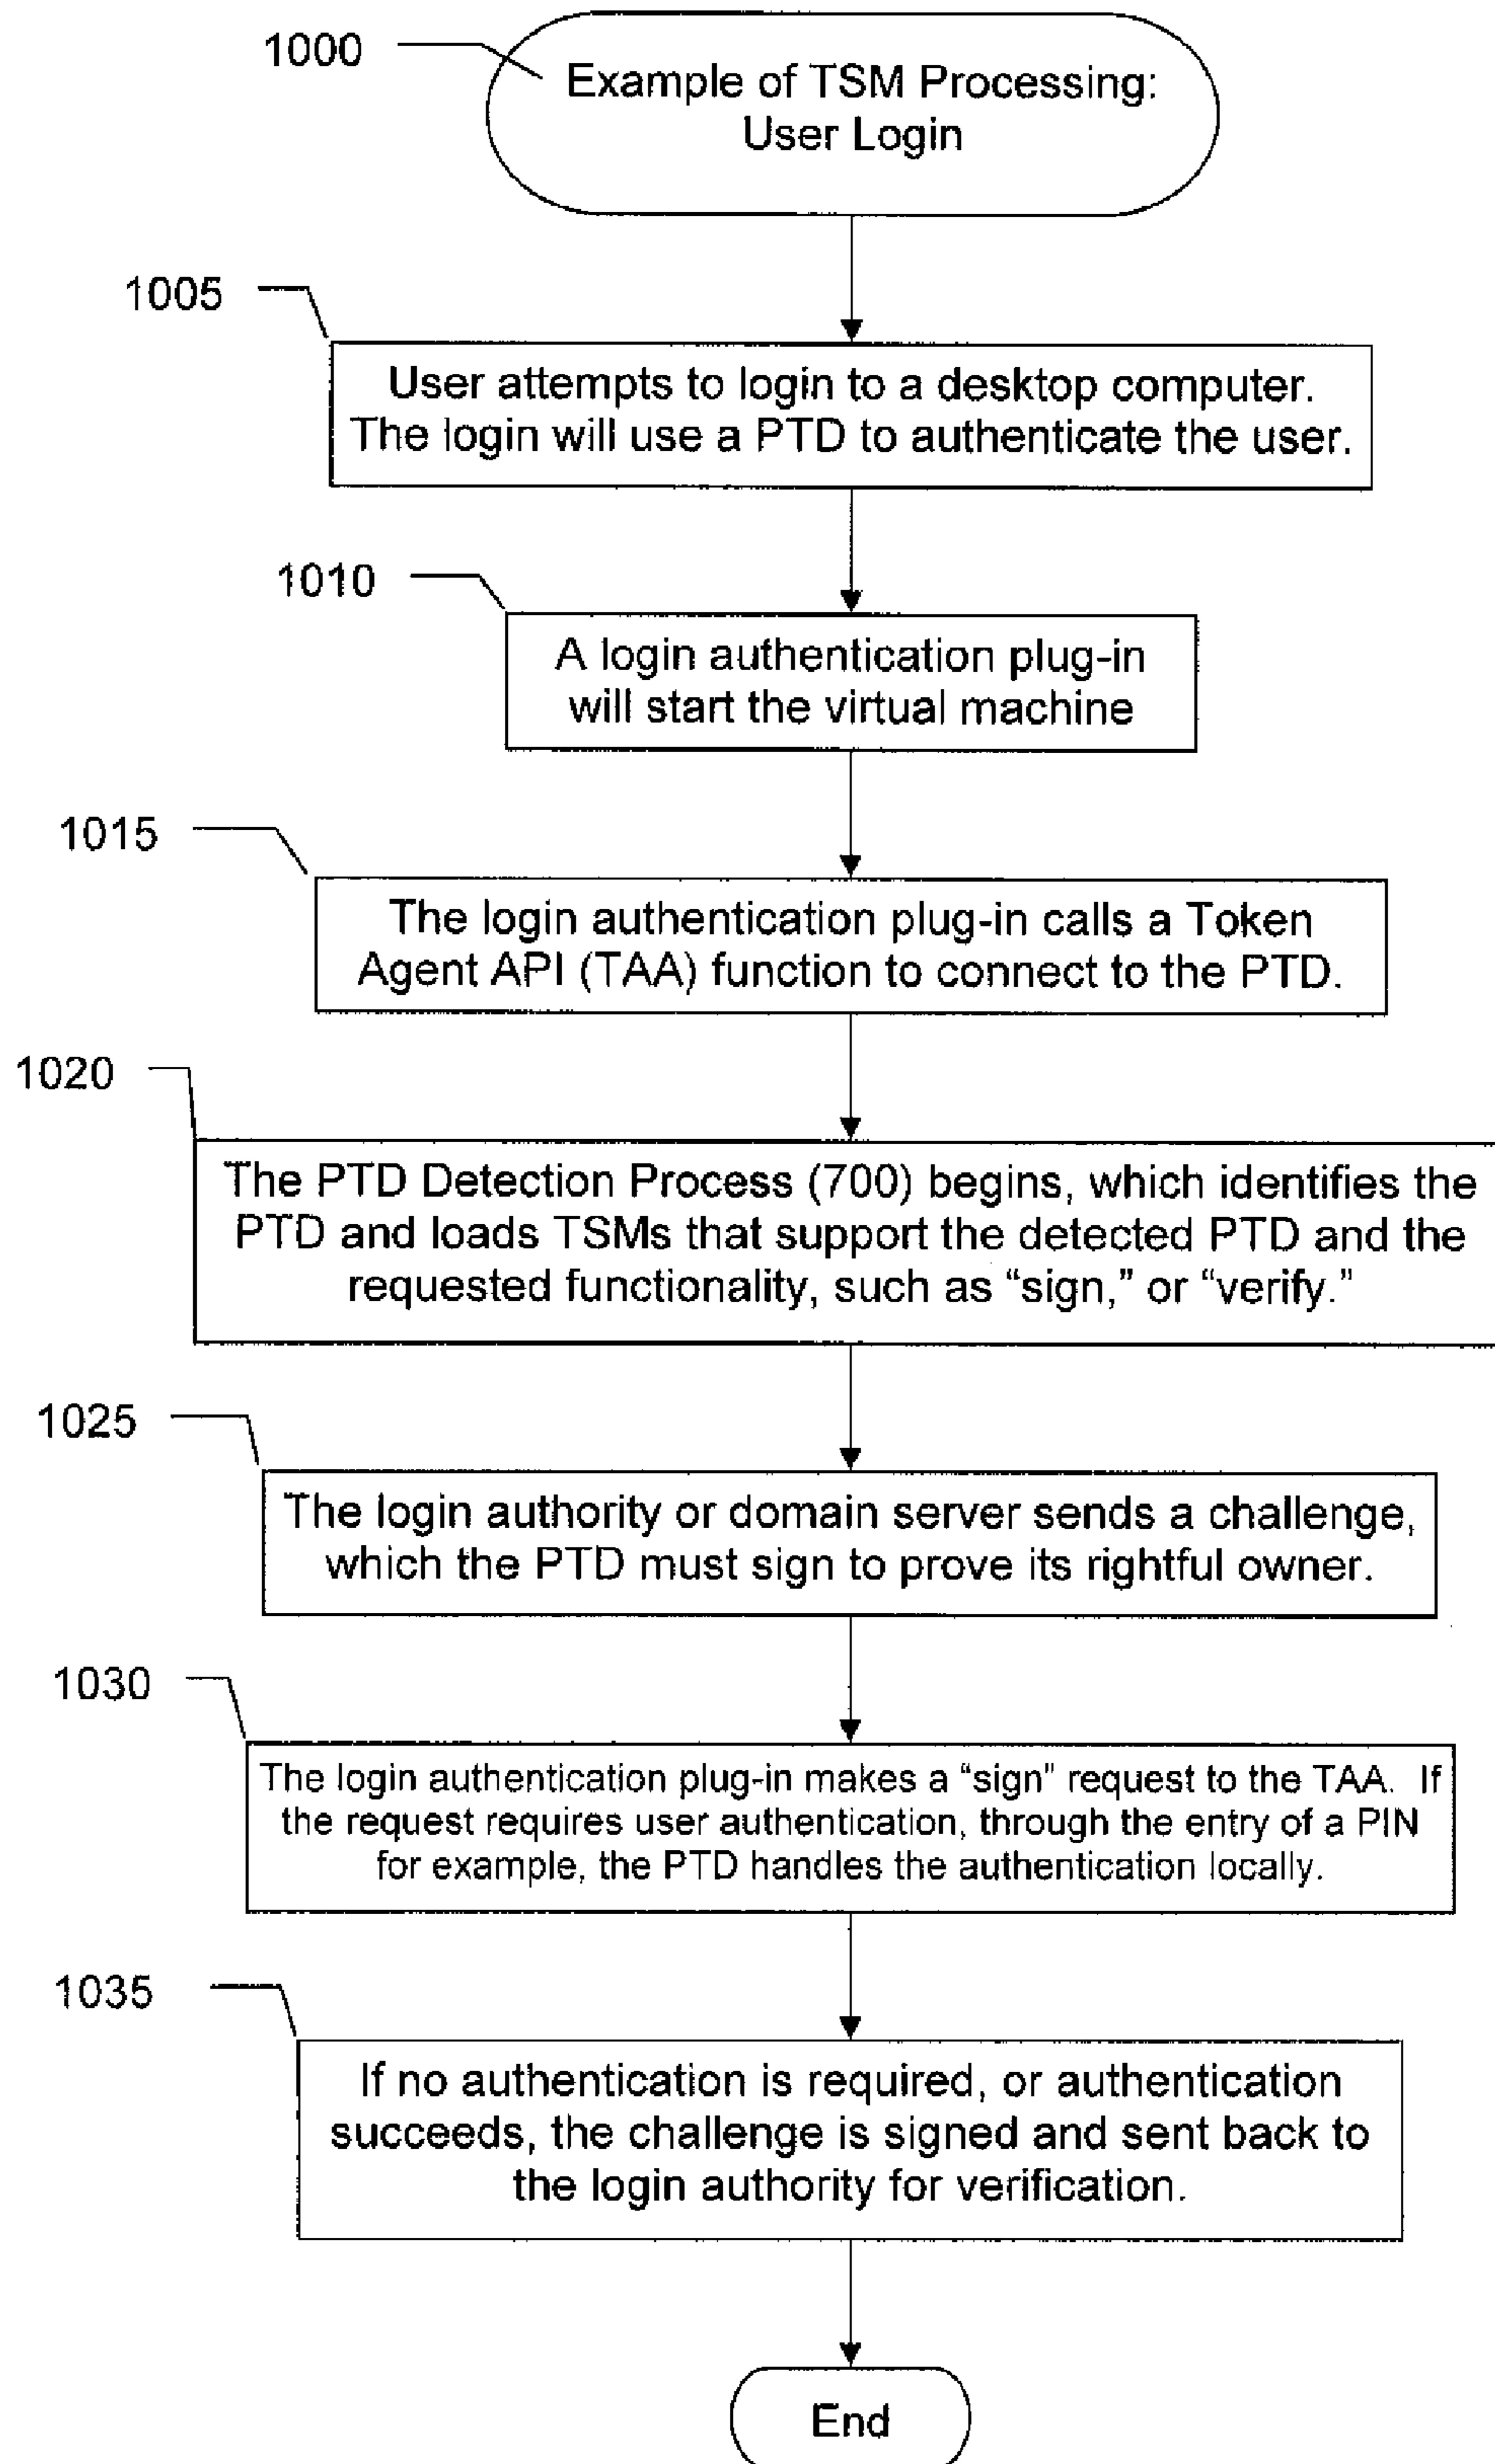 1000
Example of TSM Processing:
User Login
1005
User attempts to login to a desktop computer.
The login will use a PTD to authenticate the user.
1010
A login authentication plug-in
will start the virtual machine
1015
The login authentication plug-in calls a Token
Agent API (TAA) function to connect to the PTD.
1020
The PTD Detection Process (700) begins, which identifies the
PTD and loads TSMs that support the detected PTD and the
requested functionality, such as “sign,” or “verify.”
1025
The login authority or domain server sends a challenge,
which the PTD must sign to prove its rightful owner.
1030
The login authentication plug-in makes a “sign” request to the TAA. If
the request requires user authentication, through the entry of a PIN
for example, the PTD handles the authentication locally.
1035
If no authentication is required, or authentication
succeeds, the challenge is signed and sent back to
the login authority for verification.
End